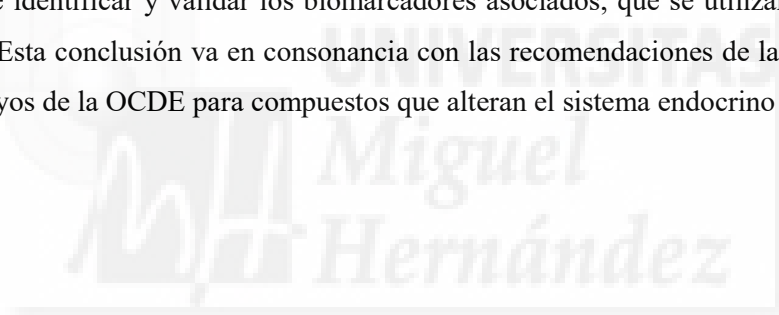 e identificar y validar los biomarcadores asociados, que se utiliza
Esta conclusión va en consonancia con las recomendaciones de la
yos de la OCDE para compuestos que alteran el sistema endocrino
UNIVERSITAS
Miguel
Hernández